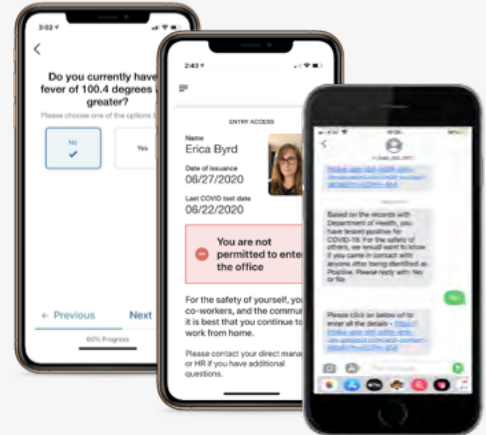 3:02
Do you currently have
fever of 100.4 degrees
greater?
Please choose one of the options
No
Yes
← Previous
Next
60% Progress
2:43
ENTRY ACCESS
Name
Erica Byrd
Date of issuance
06/27/2020
Last COVID test date
06/22/2020
You are not
permitted to enter
the office
For the safety of yourself, you
co-workers, and the commun
it is best that you continue to
work from home.
Please contact your direct mana
or HR if you have additional
questions.
Based on the records with
Department of Health, you
have tested positive for
COVID-19. For the safety of
others, we would want to know
if you came in contact with
anyone after being identified as
Positive. Please reply with Yes
or No
Please click on below url to
enter all the details -